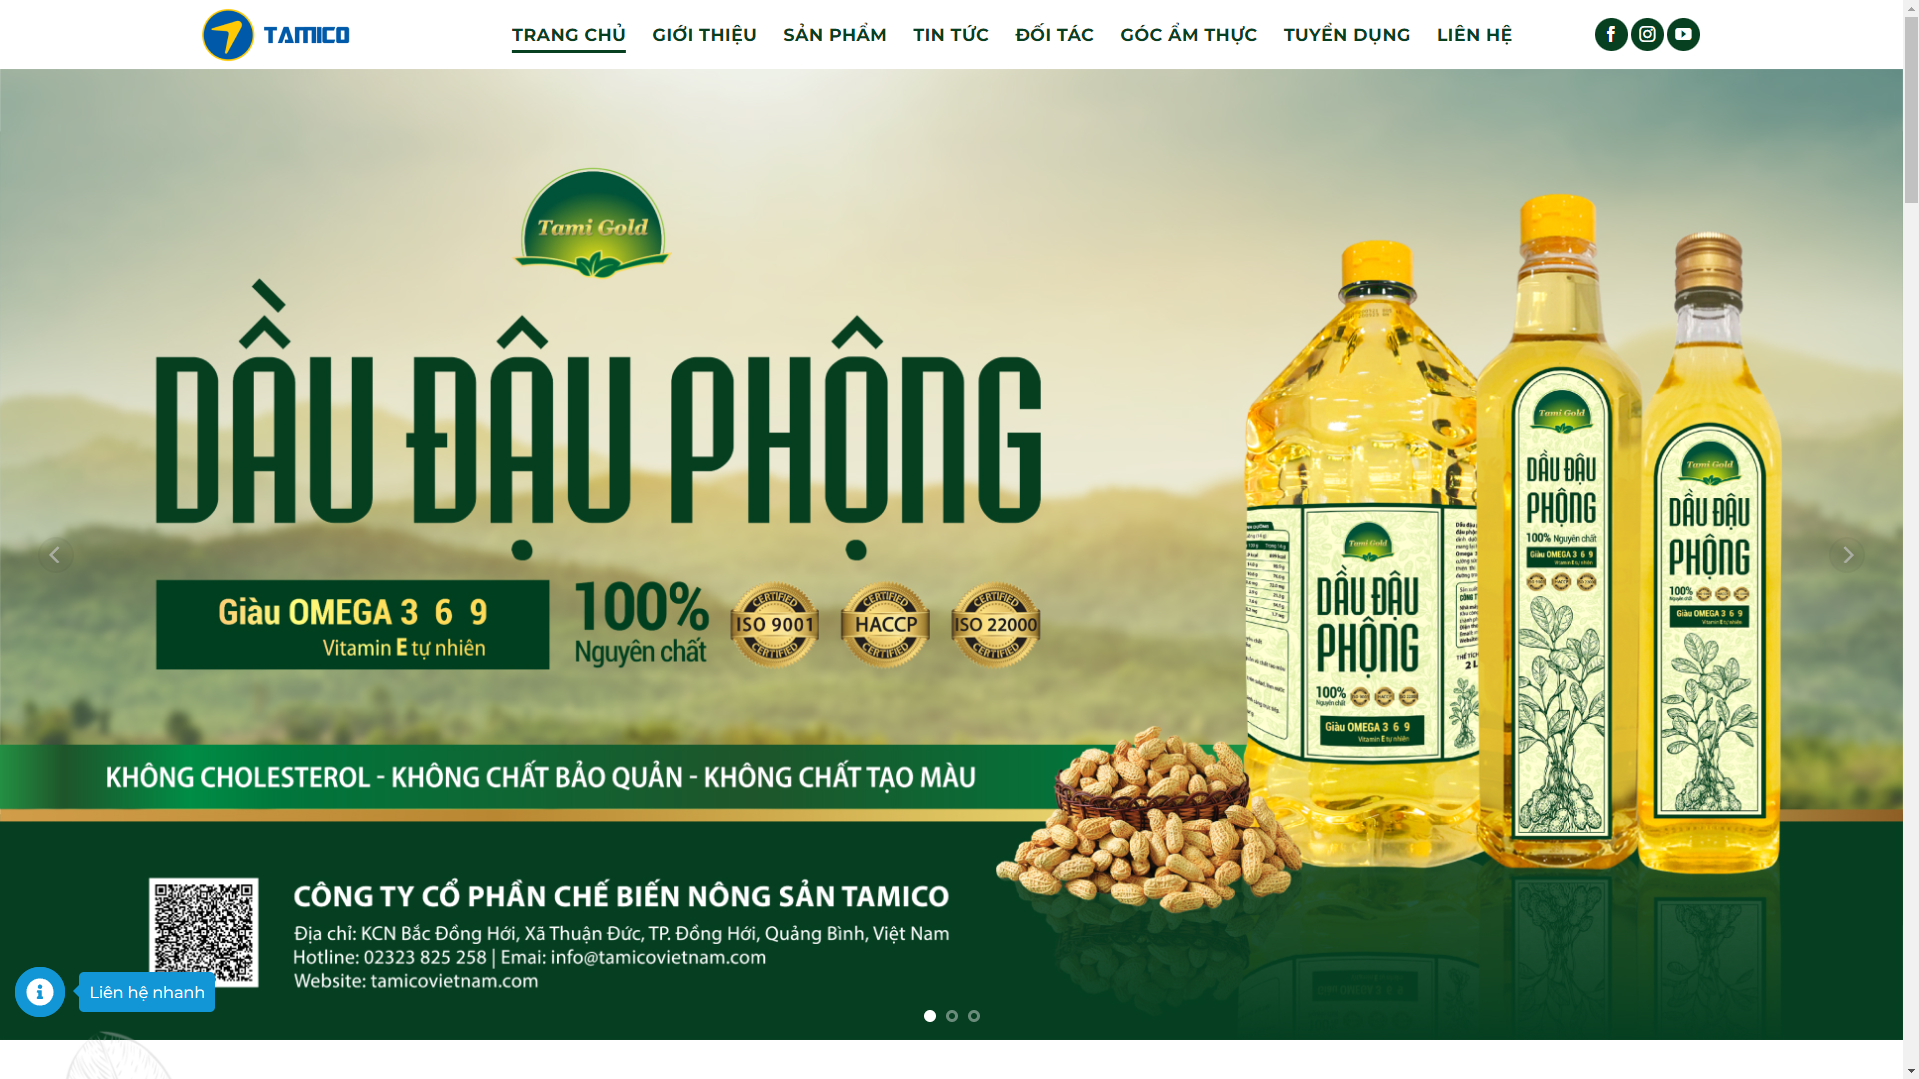 TAMICO
TRANG CHỦ GIỚI THIỆU SẢN PHẨM TIN TỨC ĐỐI TÁC GÓC ẨM THỰC TUYỂN DỤNG LIÊN HỆ
Tami Gold
DẦU ĐẬU PHỘNG
Giàu OMEGA 3 6 9
Vitamin E tự nhiên
100%
Nguyên chất
CERTIFIED
ISO 9001
CERTIFIED
CERTIFIED
HACCP
CERTIFIED
CERTIFIED
ISO 22000
CERTIFIED
KHÔNG CHOLESTEROL - KHÔNG CHẤT BẢO QUẢN - KHÔNG CHẤT TẠO MÀU
CÔNG TY CỔ PHẦN CHẾ BIẾN NÔNG SẢN TAMICO
Địa chỉ: KCN Bắc Đồng Hới, Xã Thuận Đức, TP. Đồng Hới, Quảng Bình, Việt Nam
Hotline: 02323 825 258 | Emai: info@tamicovietnam.com
Website: tamicovietnam.com
Liên hệ nhanh
Tami Gold
DẦU ĐẬU
PHỘNG
100%
Nguyên chất
Giàu OMEGA 3 6 9
Vitamin E tự nhiên
Tami Gold
DẦU ĐẬU
PHỘNG
100% Nguyên chất
Giàu OMEGA 3 6 9
Vitamin E tự nhiên
Tami Gold
DẦU ĐẬU
PHỘNG
100%
Nguyên chất
Giàu OMEGA 3 6 9
Vitamin E tự nhiên